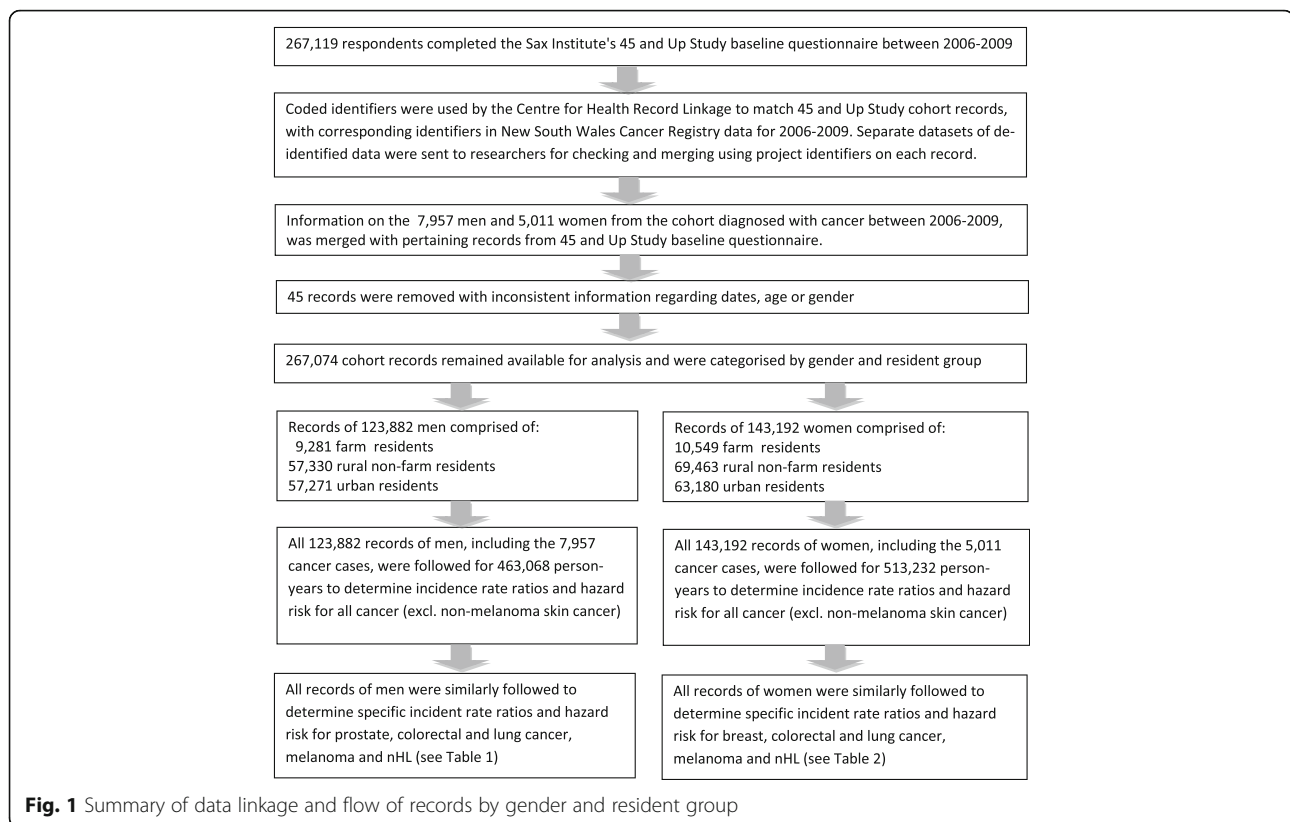 267,119 respondents completed the Sax Institute's 45 and Up Study baseline questionnaire between 2006-2009
Coded identifiers were used by the Centre for Health Record Linkage to match 45 and Up Study cohort records,
with corresponding identifiers in New South Wales Cancer Registry data for 2006-2009. Separate datasets of de-
identified data were sent to researchers for checking and merging using project identifiers on each record.
Information on the 7,957 men and 5,011 women from the cohort diagnosed with cancer between 2006-2009,
was merged with pertaining records from 45 and Up Study baseline questionnaire.
45 records were removed with inconsistent information regarding dates, age or gender
267,074 cohort records remained available for analysis and were categorised by gender and resident group
Records of 123,882 men comprised of:
9,281 farm residents
57,330 rural non-farm residents
57,271 urban residents
Records of 143,192 women comprised of:
10,549 farm residents
69,463 rural non-farm residents
63,180 urban residents
All 123,882 records of men, including the 7,957
cancer cases, were followed for 463,068 person-
years to determine incidence rate ratios and hazard
risk for all cancer (excl. non-melanoma skin cancer)
All 143,192 records of women, including the 5,011
cancer cases, were followed for 513,232 person-
years to determine incidence rate ratios and hazard
risk for all cancer (excl. non-melanoma skin cancer)
All records of men were similarly followed to
determine specific incident rate ratios and hazard
risk for prostate, colorectal and lung cancer,
melanoma and nHL (see Table 1)
All records of women were similarly followed to
determine specific incident rate ratios and hazard
risk for breast, colorectal and lung cancer,
melanoma and nHL (see Table 2)
Fig. 1 Summary of data linkage and flow of records by gender and resident group